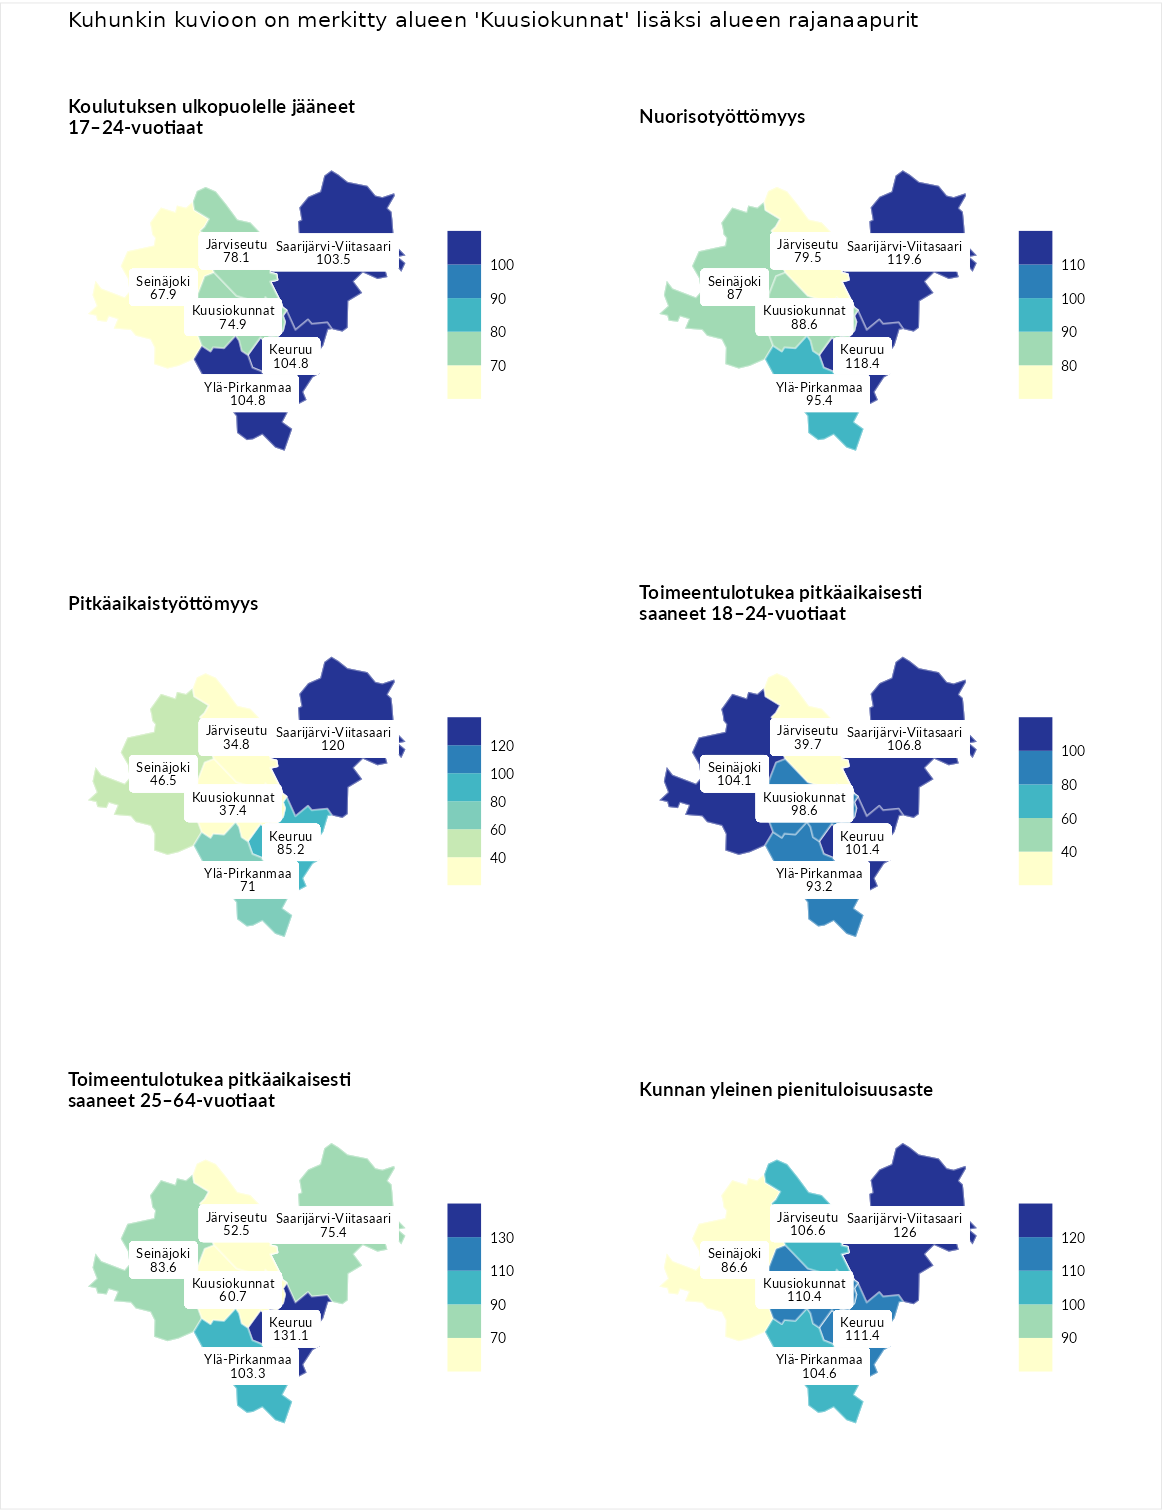 Kuhunkin kuvioon on merkitty alueen 'Kuusiokunnat' lisäksi alueen rajanaapurit
Koulutuksen ulkopuolelle jääneet
17–24-vuotiaat
Järviseutu
78.1
Saarijärvi-Viitasaari
103.5
Seinäjoki
67.9
Kuusiokunnat
74.9
Keuruu
104.8
Ylä-Pirkanmaa
104.8
100
90
80
70
Nuorisotyöttömyys
Järviseutu
79.5
Saarijärvi-Viitasaari
119.6
Seinäjoki
87
Kuusiokunnat
88.6
Keuruu
118.4
Ylä-Pirkanmaa
95.4
110
100
90
80
Pitkäaikaistyöttömyys
Järviseutu
34.8
Saarijärvi-Viitasaari
120
Seinäjoki
46.5
Kuusiokunnat
37.4
Keuruu
85.2
Ylä-Pirkanmaa
71
120
100
80
60
40
Toimeentulotukea pitkäaikaisesti
saaneet 18–24-vuotiaat
Järviseutu
39.7
Saarijärvi-Viitasaari
106.8
Seinäjoki
104.1
Kuusiokunnat
98.6
Keuruu
101.4
Ylä-Pirkanmaa
93.2
100
80
60
40
Toimeentulotukea pitkäaikaisesti
saaneet 25–64-vuotiaat
Järviseutu
52.5
Saarijärvi-Viitasaari
75.4
Seinäjoki
83.6
Kuusiokunnat
60.7
Keuruu
131.1
Ylä-Pirkanmaa
103.3
130
110
90
70
Kunnan yleinen pienituloisuusaste
Järviseutu
106.6
Saarijärvi-Viitasaari
126
Seinäjoki
86.6
Kuusiokunnat
110.4
Keuruu
111.4
Ylä-Pirkanmaa
104.6
120
110
100
90